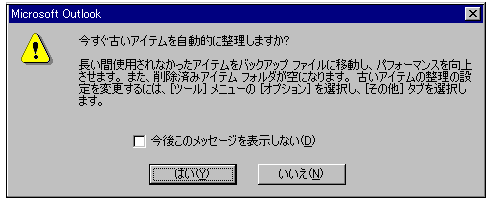 Microsoft Outlook
今すぐ古いアイテムを自動的に整理しますか?
長い間使用されなかったアイテムをバックアップ ファイルに移動し、パフォーマンスを向上
させます。また、削除済みアイテム フォルダが空になります。古いアイテムの整理の設
定を変更するには、[ツール] メニューの [オプション] を選択し、[その他] タブを選択し
ます。
今後このメッセージを表示しない(D)
はい(Y)
いいえ(N)